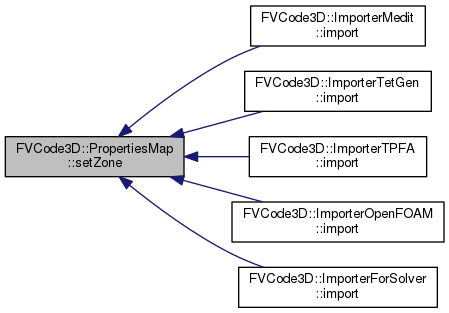 FVCode3D::ImporterMedit
::import
FVCode3D::ImporterTetGen
::import
FVCode3D::PropertiesMap
::setZone
FVCode3D::ImporterTPFA
::import
FVCode3D::ImporterOpenFOAM
::import
FVCode3D::ImporterForSolver
::import